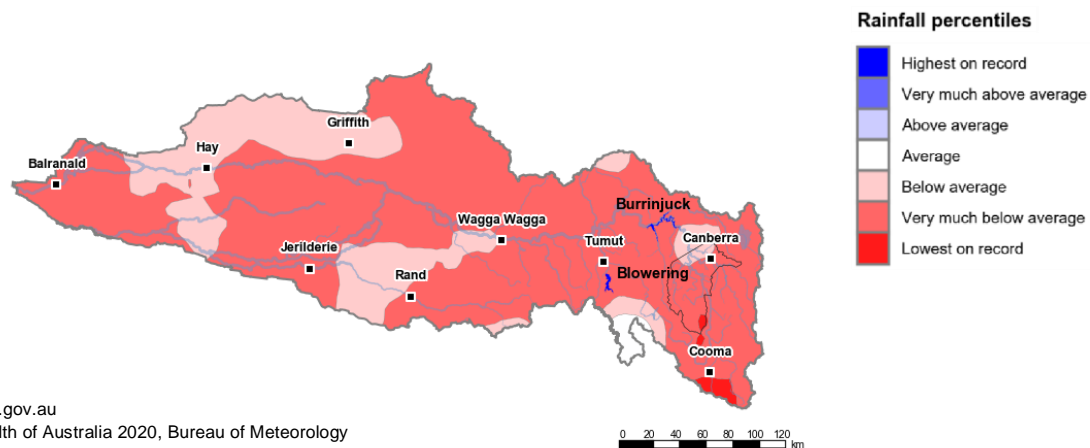 Rainfall percentiles
Highest on record
Very much above average
Above average
Average
Below average
Very much below average
Lowest on record
Griffith
Hay
Balranald
Burrinjuck
Wagga Wagga
Tumut
Canberra
Jerilderie
Rand
Blowering
Cooma
.gov.au
lth of Australia 2020, Bureau of Meteorology
0 20 40 60 80 100 120
km